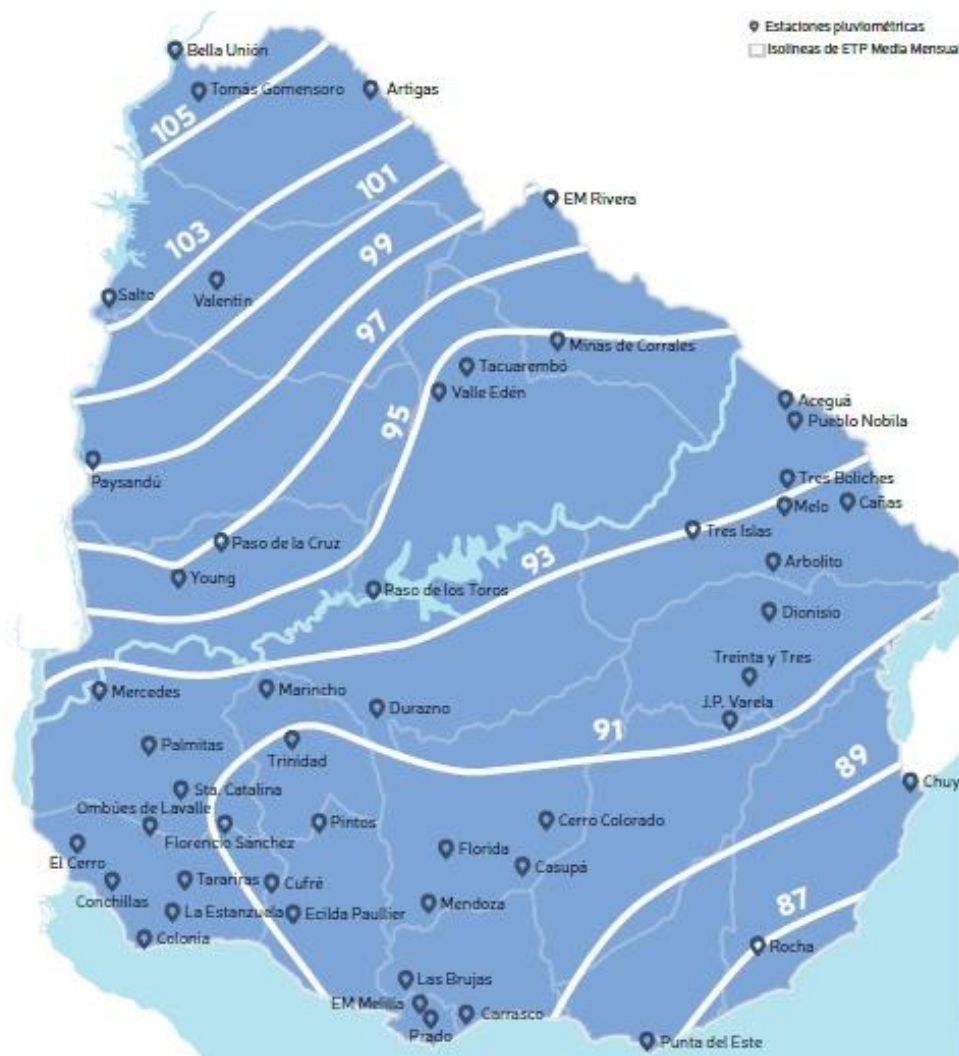 Estaciones pluviométricas
Isolíneas de ETP Media Mensual
Bella Unión
Tomás Gomensoro
Artigas
105
101
EM Rivera
103
99
Salto
Valentín
97
Minas de Corrales
Tacuarembó
Valle Edén
Aceguá
Pueblo Nobila
95
Paysandú
Tres Boliches
Melo
Cañas
Tres Islas
Paso de la Cruz
93
Arbolito
Young
Paso de los Toros
Dionisio
Treinta y Tres
Mercedes
Marincho
J.P. Varela
Durazno
91
Palmitas
Trinidad
89
Chuy
Sta. Catalina
Ombúes de Lavalle
Pintos
Cerro Colorado
Florencio Sánchez
Florida
El Cerro
Casupá
Tarariras
Cufré
Conchillas
Mendoza
87
La Estanzuela
Ecilda Paullier
Colonia
Rocha
Las Brujas
EM Melilla
Carrasco
Prado
Punta del Este